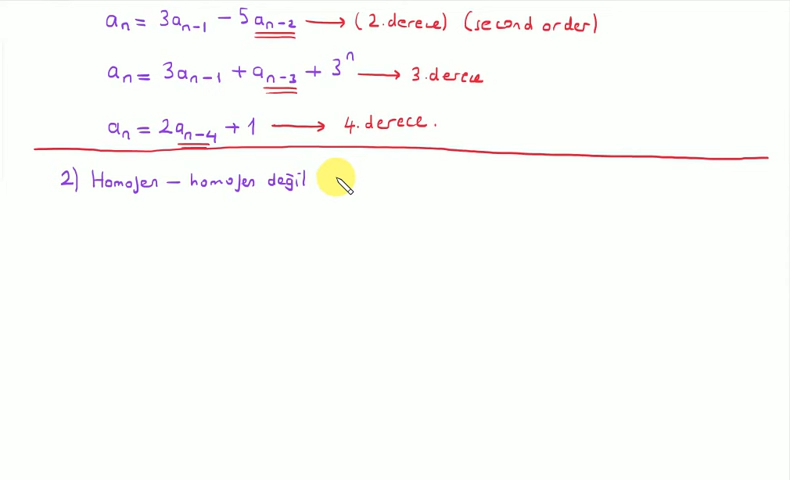 aₙ = 3aₙ₋₁ − 5aₙ₋₂ → (2.derece) (second order)
aₙ = 3aₙ₋₁ + aₙ₋₃ + 3ⁿ → 3.derece
aₙ = 2aₙ₋₄ + 1 → 4.derece.
2) Homojen – homojen değil